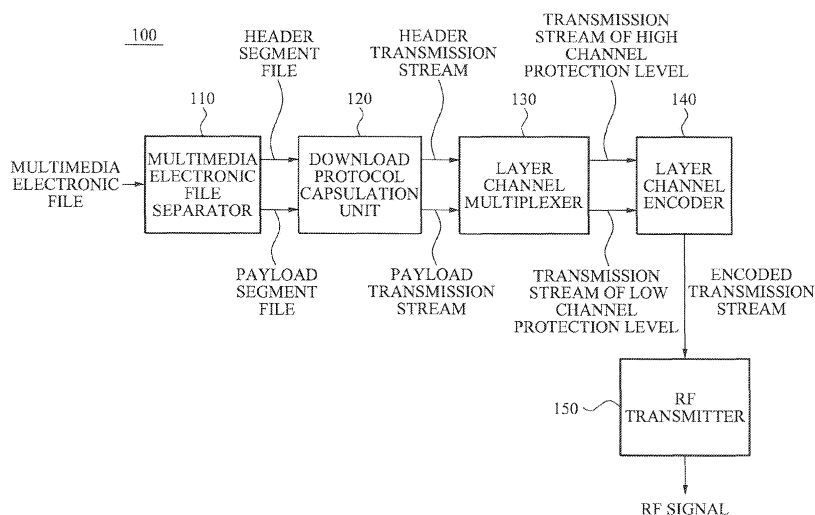 100
HEADER
SEGMENT
FILE
HEADER
TRANSMISSION
STREAM
TRANSMISSION
STREAM OF HIGH
CHANNEL
PROTECTION LEVEL
110
120
130
140
MULTIMEDIA
ELECTRONIC
FILE
MULTIMEDIA
ELECTRONIC
FILE
SEPARATOR
DOWNLOAD
PROTOCOL
CAPSULATION
UNIT
LAYER
CHANNEL
MULTIPLEXER
LAYER
CHANNEL
ENCODER
PAYLOAD
SEGMENT
FILE
PAYLOAD
TRANSMISSION
STREAM
TRANSMISSION
STREAM OF LOW
CHANNEL
PROTECTION LEVEL
ENCODED
TRANSMISSION
STREAM
150
RF
TRANSMITTER
RF SIGNAL